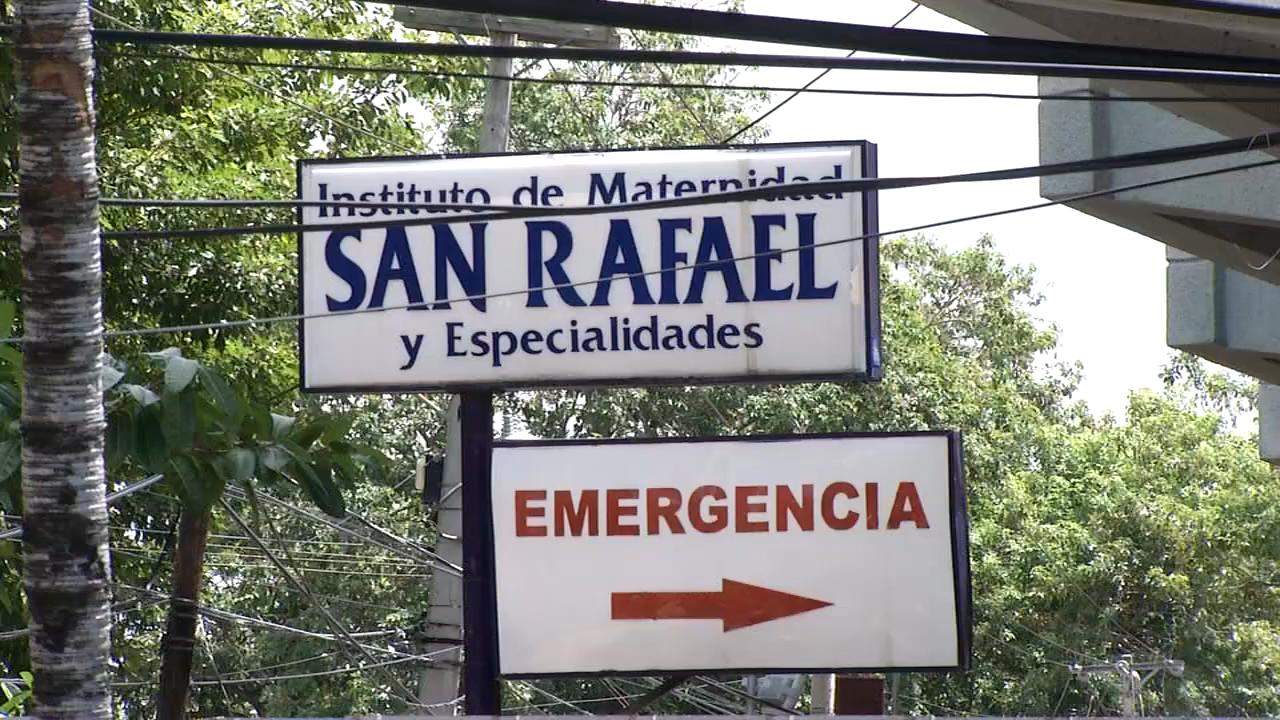 Instituto de Maternidad
SAN RAFAEL
y Especialidades
EMERGENCIA